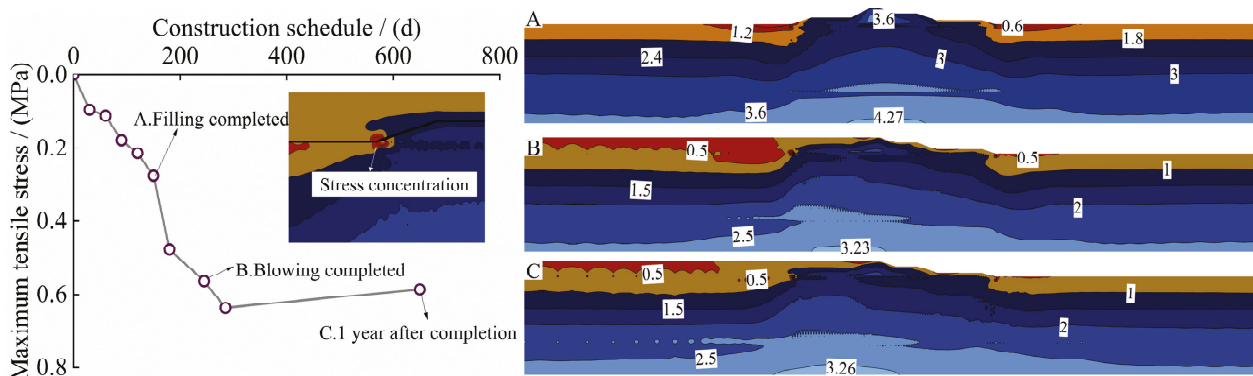 Construction schedule / (d)
0 200 400 600 800
Maximum tensile stress / (MPa)
0.0
0.2
0.4
0.6
0.8
A.Filling completed
Stress concentration
B.Blowing completed
C.1 year after completion
A
3.6
1.2
0.6
1.8
2.4
3
3
3.6
4.27
B
0.5
0.5
1
1.5
2
2.5
3.23
C
0.5
0.5
1
1.5
2
2.5
3.26